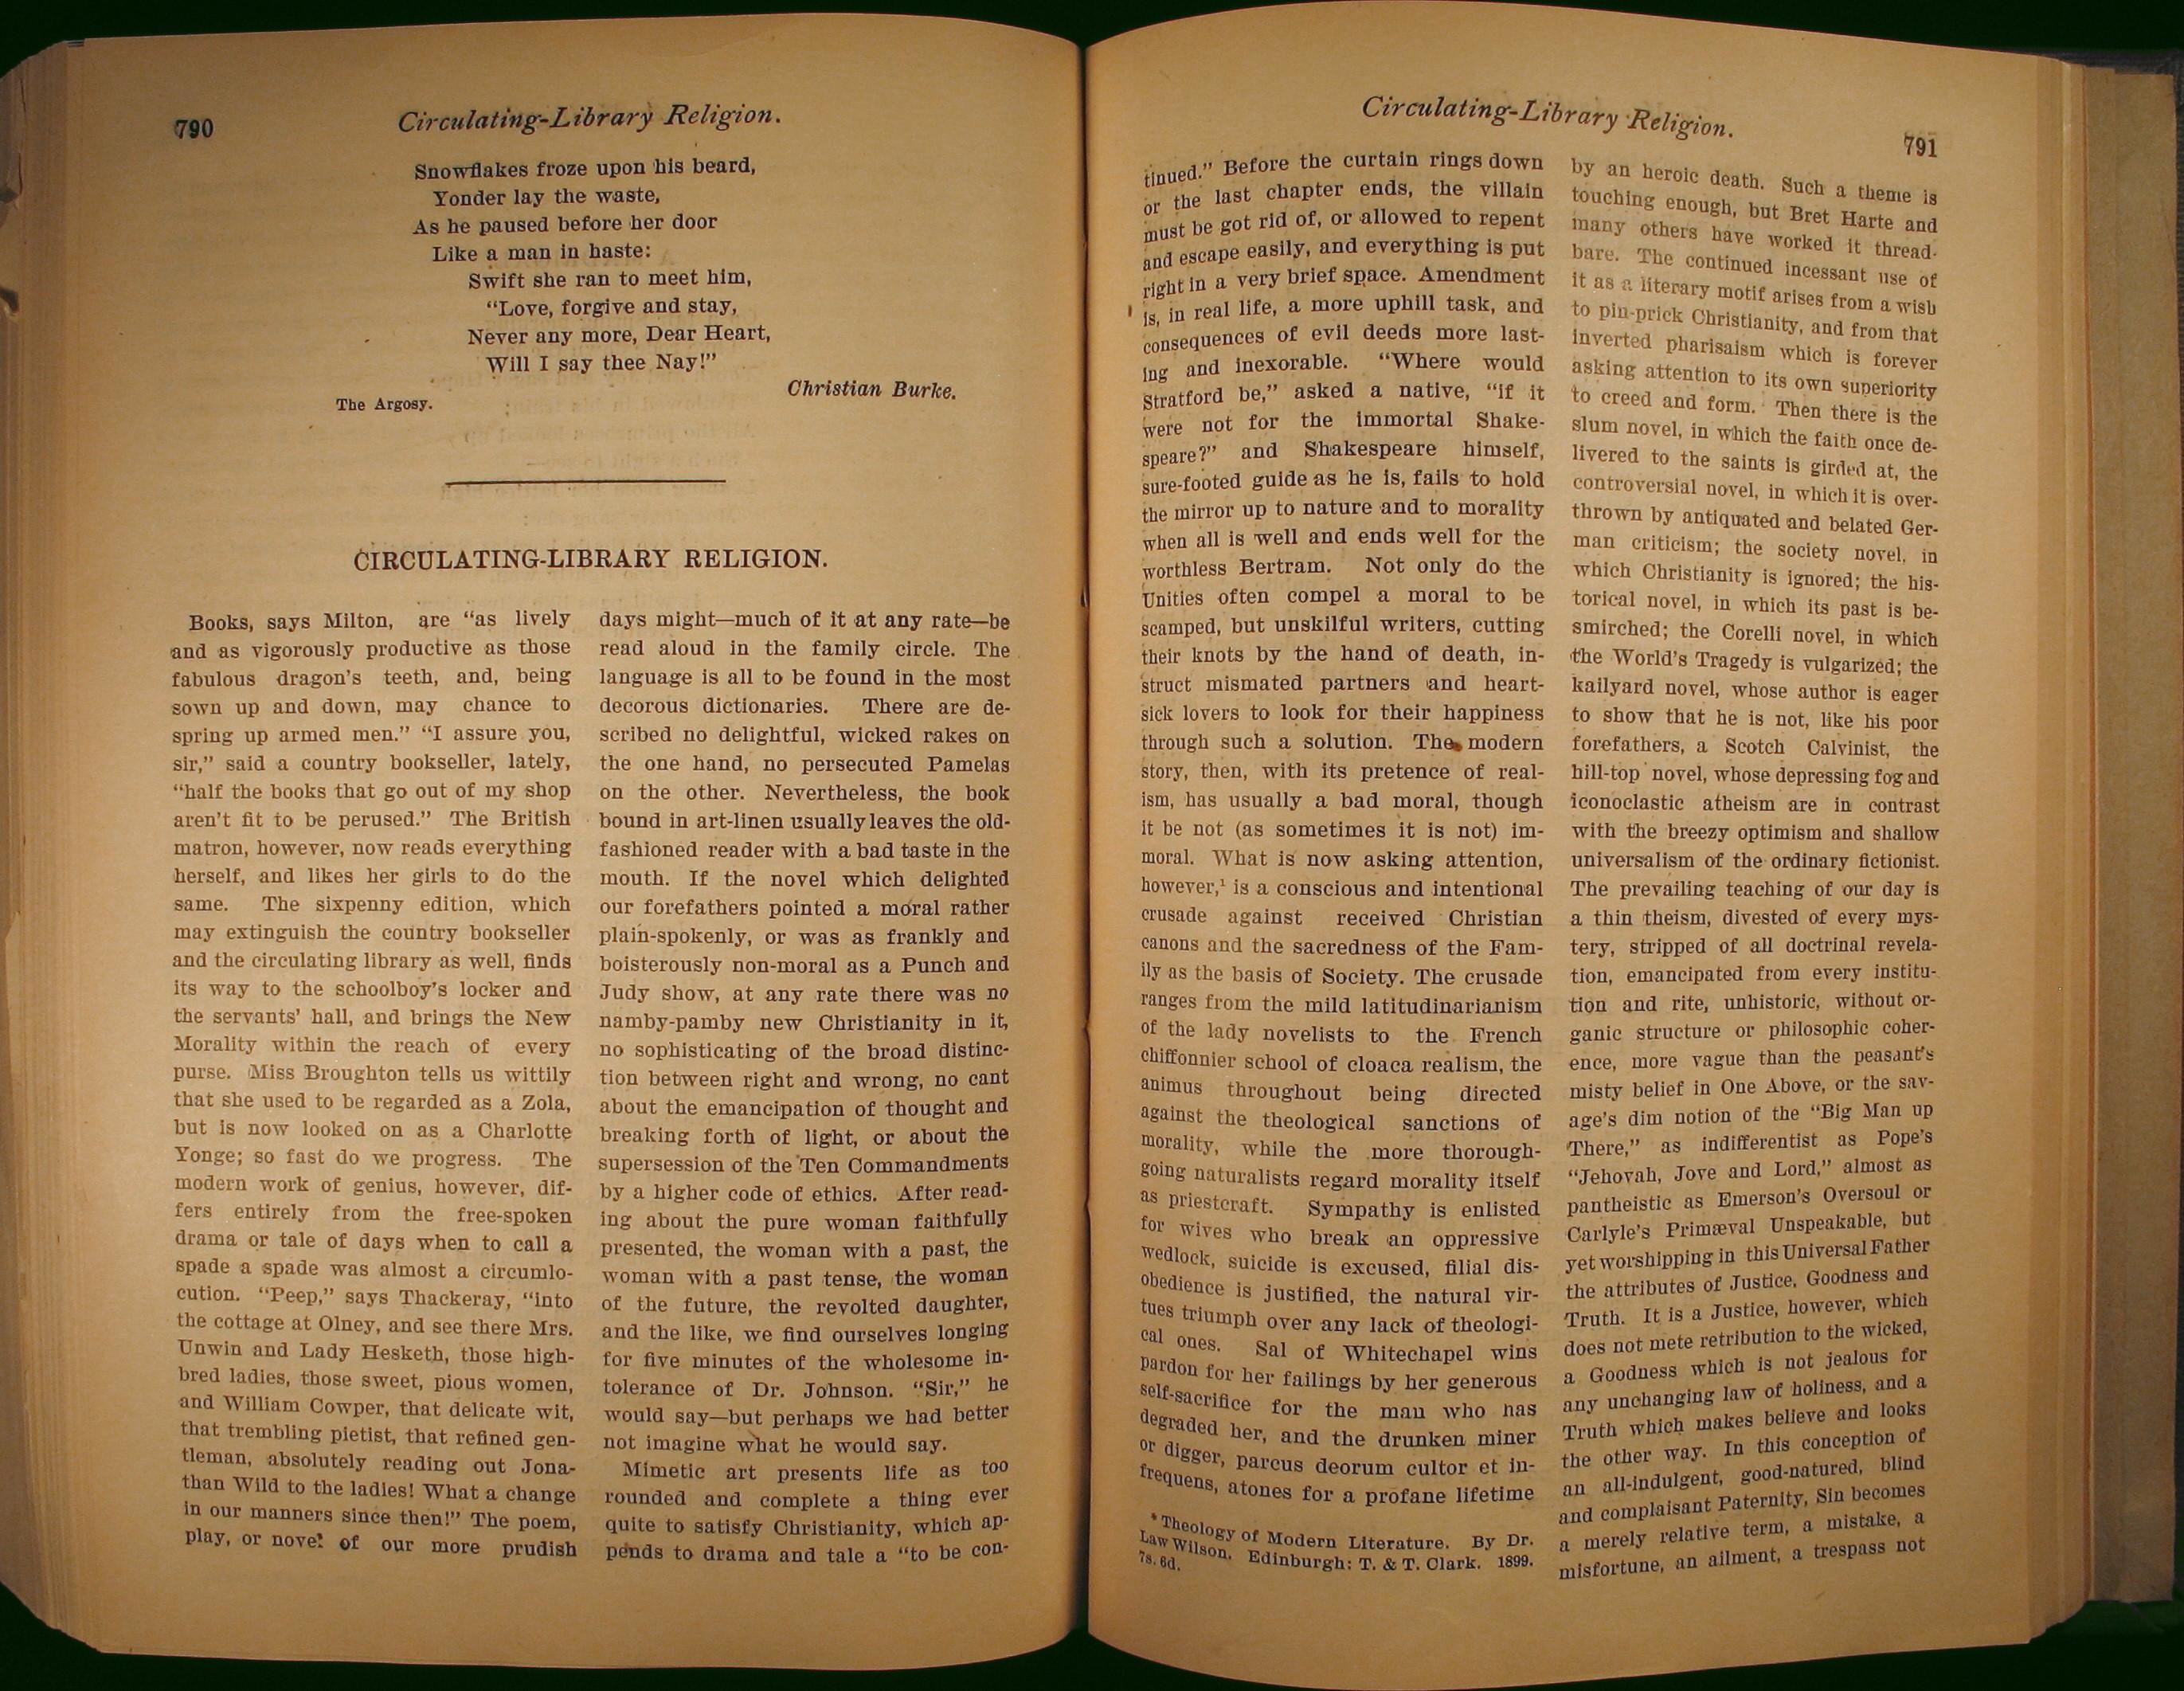 790
Circulating-Library Religion.
Snowflakes froze upon his beard,
Yonder lay the waste,
As he paused before her door
Like a man in haste:
Swift she ran to meet him,
"Love, forgive and stay,
Never any more, Dear Heart,
Will I say thee Nay!"
Christian Burke.
The Argosy.
CIRCULATING-LIBRARY RELIGION.
Books, says Milton, are "as lively
and as vigorously productive as those
fabulous dragon's teeth, and, being
sown up and down, may chance to
spring up armed men." "I assure you,
sir," said a country bookseller, lately,
"half the books that go out of my shop
aren't fit to be perused." The British
matron, however, now reads everything
herself, and likes her girls to do the
same. The sixpenny edition, which
may extinguish the country bookseller
and the circulating library as well, finds
its way to the schoolboy's locker and
the servants' hall, and brings the New
Morality within the reach of every
purse. Miss Broughton tells us wittily
that she used to be regarded as a Zola,
but is now looked on as a Charlotte
Yonge; so fast do we progress. The
modern work of genius, however, dif-
fers entirely from the free-spoken
drama or tale of days when to call a
spade a spade was almost a circumlo-
cution. "Peep," says Thackeray, "into
the cottage at Olney, and see there Mrs.
Unwin and Lady Hesketh, those high-
bred ladies, those sweet, pious women,
and William Cowper, that delicate wit,
that trembling pietist, that refined gen-
tleman, absolutely reading out Jona-
than Wild to the ladies! What a change
in our manners since then!" The poem,
play, or novel of our more prudish
days might—much of it at any rate—be
read aloud in the family circle. The
language is all to be found in the most
decorous dictionaries. There are de-
scribed no delightful, wicked rakes on
the one hand, no persecuted Pamelas
on the other. Nevertheless, the book
bound in art-linen usually leaves the old-
fashioned reader with a bad taste in the
mouth. If the novel which delighted
our forefathers pointed a moral rather
plain-spokenly, or was as frankly and
boisterously non-moral as a Punch and
Judy show, at any rate there was no
namby-pamby new Christianity in it,
no sophisticating of the broad distinc-
tion between right and wrong, no cant
about the emancipation of thought and
breaking forth of light, or about the
supersession of the Ten Commandments
by a higher code of ethics. After read-
ing about the pure woman faithfully
presented, the woman with a past, the
woman with a past tense, the woman
of the future, the revolted daughter,
and the like, we find ourselves longing
for five minutes of the wholesome in-
tolerance of Dr. Johnson. "Sir," he
would say—but perhaps we had better
not imagine what he would say.
Mimetic art presents life as too
rounded and complete a thing ever
quite to satisfy Christianity, which ap-
pends to drama and tale a "to be con-
Circulating-Library Religion.
791
tinued." Before the curtain rings down
or the last chapter ends, the villain
must be got rid of, or allowed to repent
and escape easily, and everything is put
right in a very brief space. Amendment
is, in real life, a more uphill task, and
consequences of evil deeds more last-
ing and inexorable. "Where would
Stratford be," asked a native, "if it
were not for the immortal Shake-
speare?" and Shakespeare himself,
sure-footed guide as he is, fails to hold
the mirror up to nature and to morality
when all is well and ends well for the
worthless Bertram. Not only do the
Unities often compel a moral to be
scamped, but unskilful writers, cutting
their knots by the hand of death, in-
struct mismated partners and heart-
sick lovers to look for their happiness
through such a solution. The modern
story, then, with its pretence of real-
ism, has usually a bad moral, though
it be not (as sometimes it is not) im-
moral. What is now asking attention,
however,¹ is a conscious and intentional
crusade against received Christian
canons and the sacredness of the Fam-
ily as the basis of Society. The crusade
ranges from the mild latitudinarianism
of the lady novelists to the French
chiffonnier school of cloaca realism, the
animus throughout being directed
against the theological sanctions of
morality, while the more thorough-
going naturalists regard morality itself
as priestcraft. Sympathy is enlisted
for wives who break an oppressive
wedlock, suicide is excused, filial dis-
obedience is justified, the natural vir-
tues triumph over any lack of theologi-
cal ones. Sal of Whitechapel wins
pardon for her failings by her generous
self-sacrifice for the man who has
degraded her, and the drunken miner
or digger, parcus deorum cultor et in-
frequens, atones for a profane lifetime
* Theology of Modern Literature. By Dr.
Law Wilson. Edinburgh: T. & T. Clark. 1899.
7s. 6d.
by an heroic death. Such a theme is
touching enough, but Bret Harte and
many others have worked it thread-
bare. The continued incessant use of
it as a literary motif arises from a wish
to pin-prick Christianity, and from that
inverted pharisaism which is forever
asking attention to its own superiority
to creed and form. Then there is the
slum novel, in which the faith once de-
livered to the saints is girded at, the
controversial novel, in which it is over-
thrown by antiquated and belated Ger-
man criticism; the society novel, in
which Christianity is ignored; the his-
torical novel, in which its past is be-
smirched; the Corelli novel, in which
the World's Tragedy is vulgarized; the
kailyard novel, whose author is eager
to show that he is not, like his poor
forefathers, a Scotch Calvinist, the
hill-top novel, whose depressing fog and
iconoclastic atheism are in contrast
with the breezy optimism and shallow
universalism of the ordinary fictionist.
The prevailing teaching of our day is
a thin theism, divested of every mys-
tery, stripped of all doctrinal revela-
tion, emancipated from every institu-
tion and rite, unhistoric, without or-
ganic structure or philosophic coher-
ence, more vague than the peasant's
misty belief in One Above, or the sav-
age's dim notion of the "Big Man up
There," as indifferentist as Pope's
"Jehovah, Jove and Lord," almost as
pantheistic as Emerson's Oversoul or
Carlyle's Primæval Unspeakable, but
yet worshipping in this Universal Father
the attributes of Justice, Goodness and
Truth. It is a Justice, however, which
does not mete retribution to the wicked,
a Goodness which is not jealous for
any unchanging law of holiness, and a
Truth which makes believe and looks
the other way. In this conception of
an all-indulgent, good-natured, blind
and complaisant Paternity, Sin becomes
a merely relative term, a mistake, a
misfortune, an ailment, a trespass not